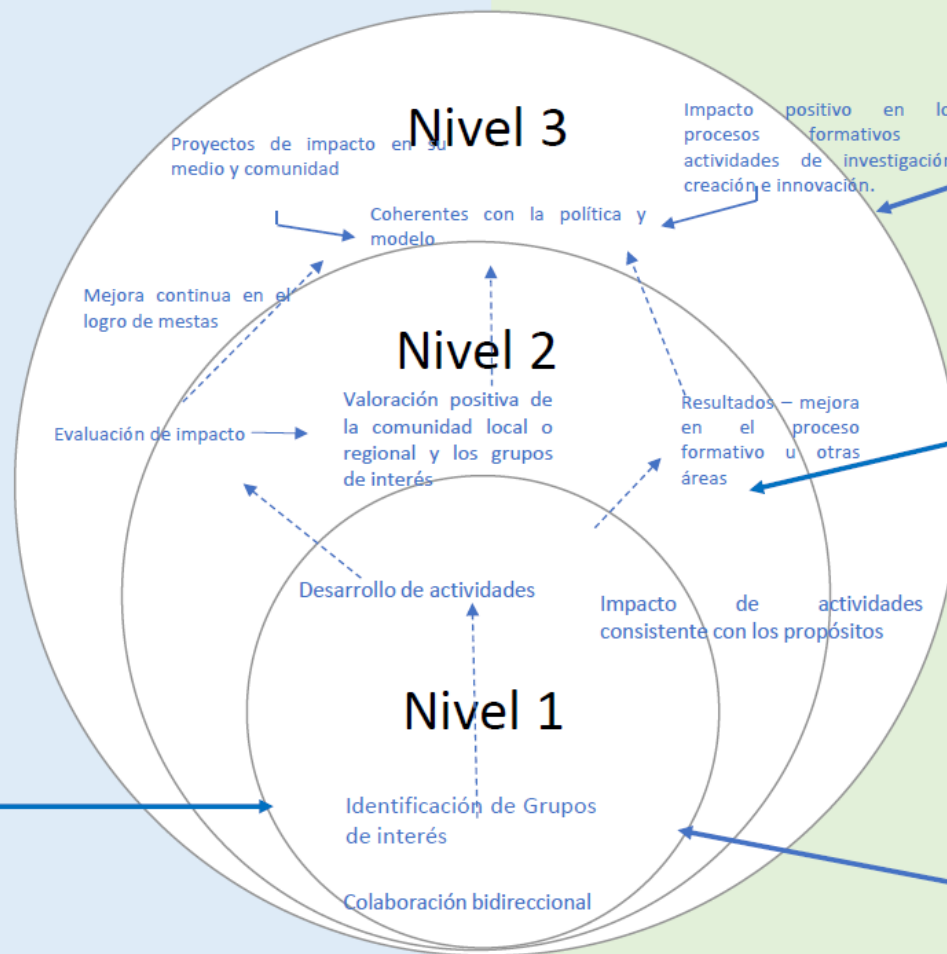 Nivel 3
Proyectos de impacto en su
medio y comunidad
Impacto positivo en lo
procesos formativos
actividades de investigación
creación e innovación.
Coherentes con la política y
modelo
Mejora continua en el
logro de mestas
Nivel 2
Evaluación de impacto
Valoración positiva de
la comunidad local o
regional y los grupos
de interés
Resultados – mejora
en el proceso
formativo u otras
áreas
Desarrollo de actividades
Impacto de actividades
consistente con los propósitos
Nivel 1
Identificación de Grupos
de interés
Colaboración bidireccional